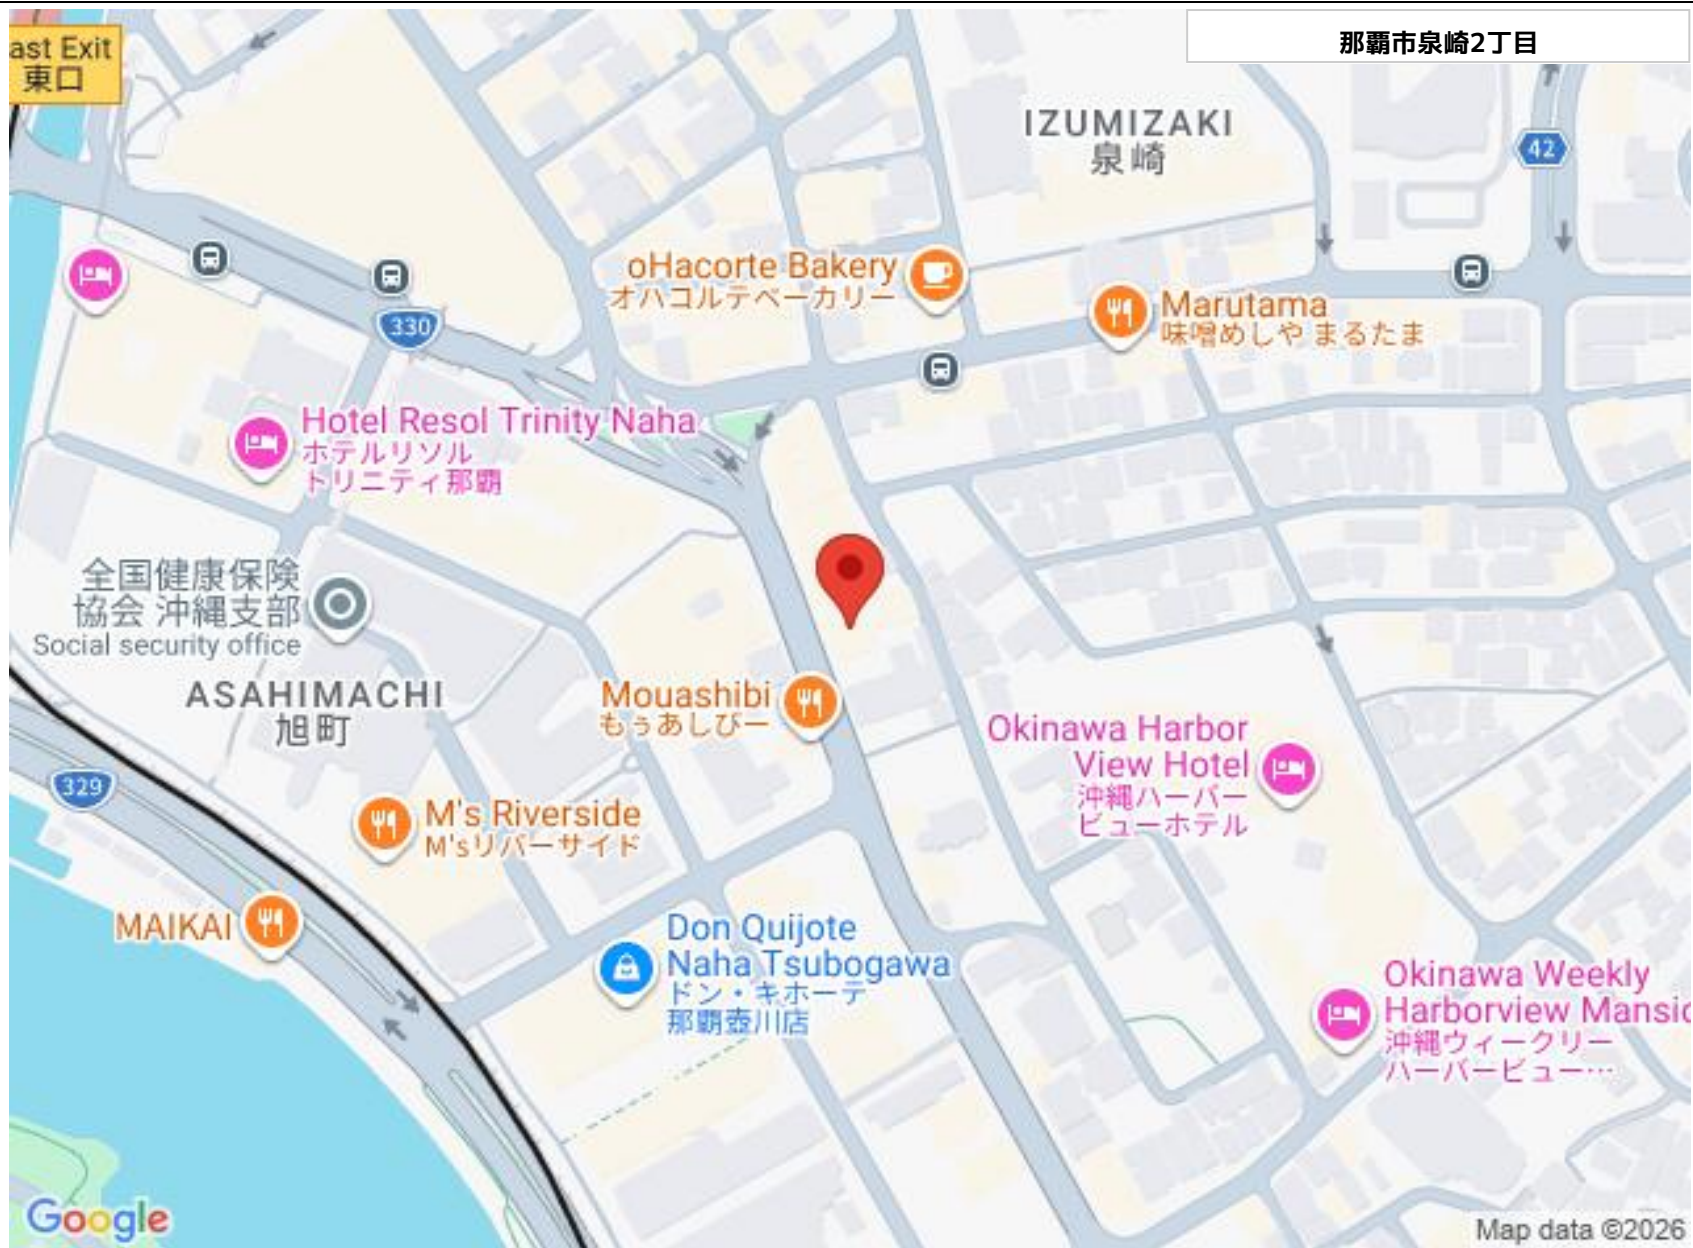 那覇市泉崎2丁目
ast Exit
東口
IZUMIZAKI
泉崎
42
oHacorte Bakery
オハコルテベーカリー
Marutama
味噌めしや まるたま
330
Hotel Resol Trinity Naha
ホテルリソル
トリニティ那覇
全国健康保険
協会 沖縄支部
Social security office
ASAHIMACHI
旭町
Mouashibi
もぅあしびー
Okinawa Harbor
View Hotel
沖縄ハーバー
ビューホテル
329
M's Riverside
M'sリバーサイド
MAIKAI
Don Quijote
Naha Tsubogawa
ドン・キホーテ
那覇壺川店
Okinawa Weekly
Harborview Mansio
沖縄ウィークリー
ハーバービュー…
Google
Map data ©2026